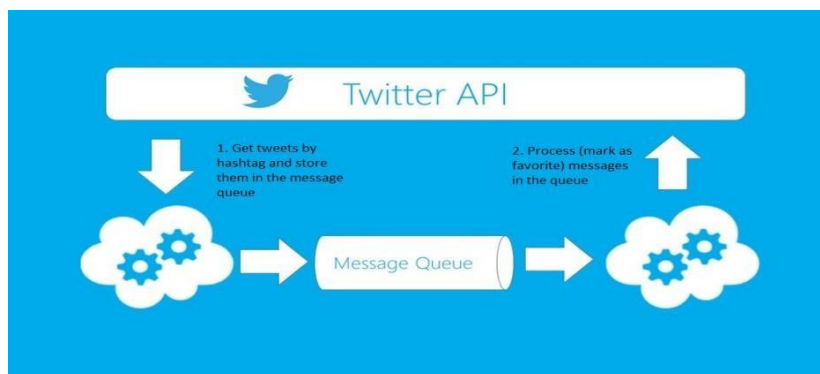 Twitter API
1. Get tweets by
hashtag and store
them in the message
queue
2. Process (mark as
favorite) messages
in the queue
Message Queue